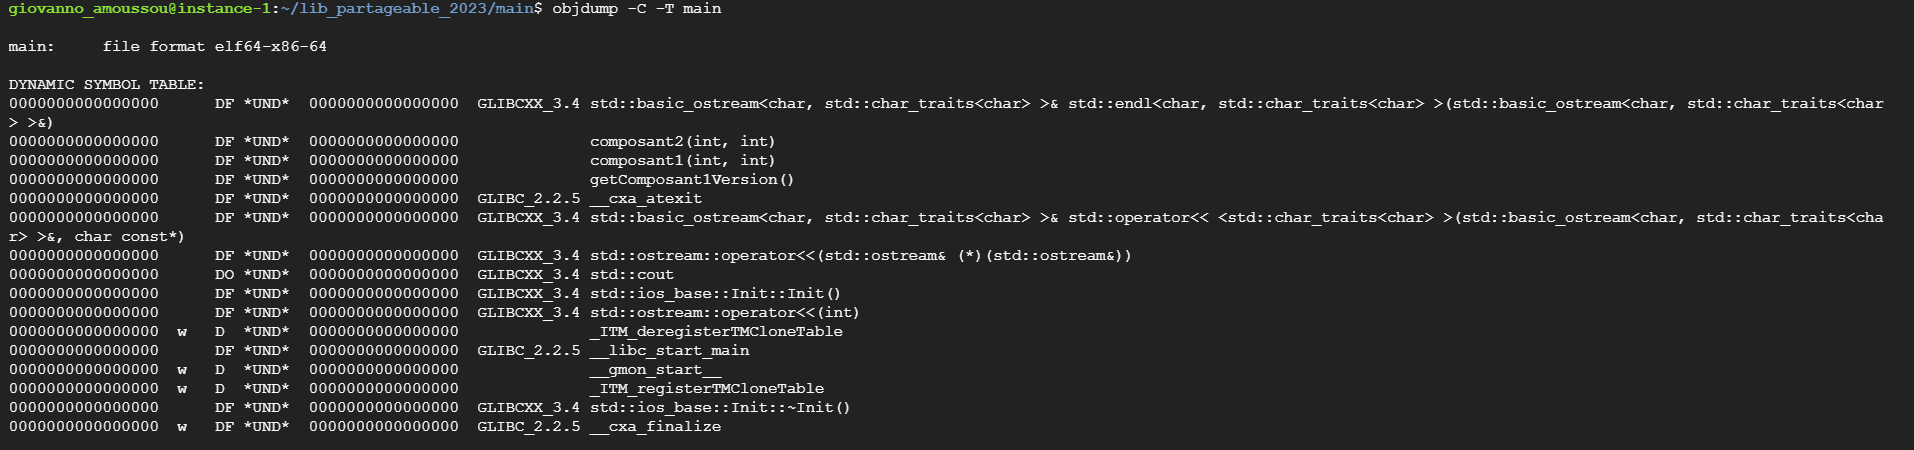 giovanno_amoussou@instance-1:~/lib_partageable_2023/main$ objdump -C -T main
main:     file format elf64-x86-64
DYNAMIC SYMBOL TABLE:
0000000000000000      DF *UND*  0000000000000000  GLIBCXX_3.4 std::basic_ostream<char, std::char_traits<char> >& std::endl<char, std::char_traits<char> >(std::basic_ostream<char, std::char_traits<char
> >&)
0000000000000000      DF *UND*  0000000000000000              composant2(int, int)
0000000000000000      DF *UND*  0000000000000000              composant1(int, int)
0000000000000000      DF *UND*  0000000000000000              getComposant1Version()
0000000000000000      DF *UND*  0000000000000000  GLIBC_2.2.5 __cxa_atexit
0000000000000000      DF *UND*  0000000000000000  GLIBCXX_3.4 std::basic_ostream<char, std::char_traits<char> >& std::operator<< <std::char_traits<char> >(std::basic_ostream<char, std::char_traits<cha
r> >&, char const*)
0000000000000000      DF *UND*  0000000000000000  GLIBCXX_3.4 std::ostream::operator<<(std::ostream& (*)(std::ostream&))
0000000000000000      DO *UND*  0000000000000000  GLIBCXX_3.4 std::cout
0000000000000000      DF *UND*  0000000000000000  GLIBCXX_3.4 std::ios_base::Init::Init()
0000000000000000      DF *UND*  0000000000000000  GLIBCXX_3.4 std::ostream::operator<<(int)
0000000000000000  w   D  *UND*  0000000000000000              _ITM_deregisterTMCloneTable
0000000000000000      DF *UND*  0000000000000000  GLIBC_2.2.5 __libc_start_main
0000000000000000  w   D  *UND*  0000000000000000              __gmon_start__
0000000000000000  w   D  *UND*  0000000000000000              _ITM_registerTMCloneTable
0000000000000000      DF *UND*  0000000000000000  GLIBCXX_3.4 std::ios_base::Init::~Init()
0000000000000000  w   DF *UND*  0000000000000000  GLIBC_2.2.5 __cxa_finalize